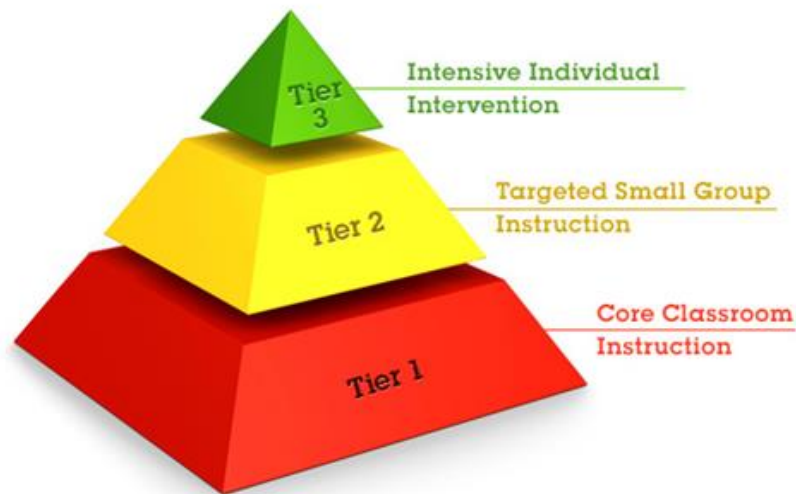 Tier
3
Intensive Individual
Intervention
Tier 2
Targeted Small Group
Instruction
Tier 1
Core Classroom
Instruction